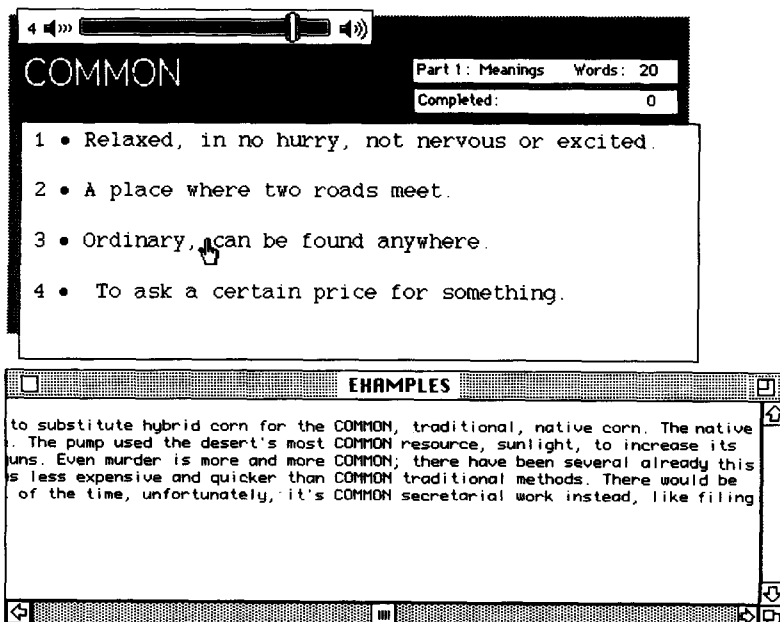 4
COMMON
Part 1: Meanings Words: 20
Completed: 0
1 • Relaxed, in no hurry, not nervous or excited.
2 • A place where two roads meet.
3 • Ordinary, can be found anywhere.
4 • To ask a certain price for something.
EXAMPLES
to substitute hybrid corn for the COMMON, traditional, native corn. The native
. The pump used the desert's most COMMON resource, sunlight, to increase its
uns. Even murder is more and more COMMON; there have been several already this
s less expensive and quicker than COMMON traditional methods. There would be
of the time, unfortunately, it's COMMON secretarial work instead, like filing